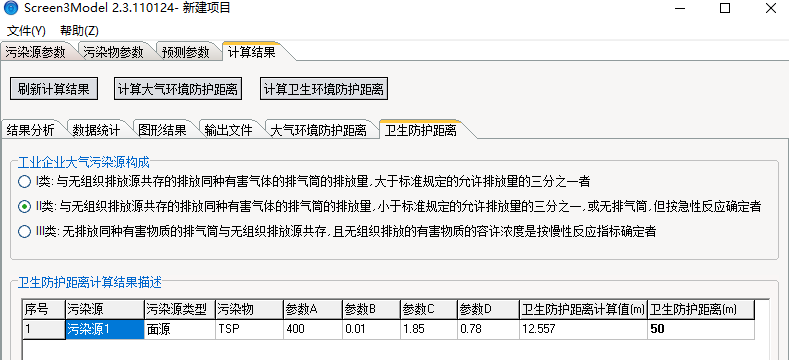 Screen3Model 2.3.110124- 新建项目
文件(Y) 帮助(Z)
污染源参数 污染物参数 预测参数 计算结果
刷新计算结果 计算大气环境防护距离 计算卫生环境防护距离
结果分析 数据统计 图形结果 输出文件 大气环境防护距离 卫生防护距离
工业企业大气污染源构成
I类: 与无组织排放源共存的排放同种有害气体的排气筒的排放量,大于标准规定的允许排放量的三分之一者
II类: 与无组织排放源共存的排放同种有害气体的排气筒的排放量,小于标准规定的允许排放量的三分之一,或无排气筒,但按急性反应确定者
III类: 无排放同种有害物质的排气筒与无组织排放源共存,且无组织排放的有害物质的容许浓度是按慢性反应指标确定者
卫生防护距离计算结果描述
序号 污染源 污染源类型 污染物 参数A 参数B 参数C 参数D 卫生防护距离计算值(m) 卫生防护距离(m)
1 污染源1 面源 TSP 400 0.01 1.85 0.78 12.557 50